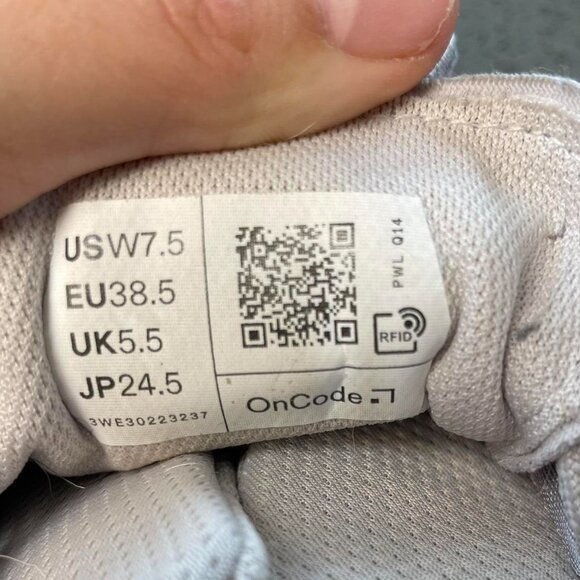 USW7.5
EU38.5
UK5.5
JP24.5
3WE30223237
PWL Q14
RFID
OnCode